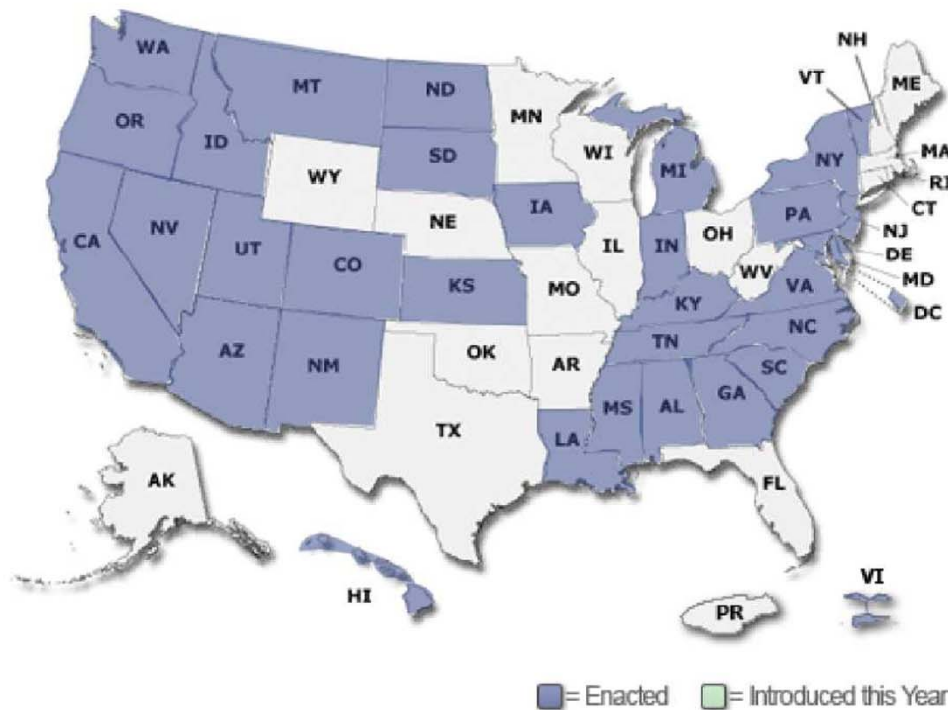 NH
WA
VT
ME
MT
ND
MN
OR
ID
WI
MA
SD
NY
WY
MI
RI
IA
CT
NE
PA
NV
NJ
CA
UT
IL
IN
OH
DE
CO
WV
MD
KS
MO
VA
KY
DC
NC
TN
AZ
OK
NM
AR
SC
MS
AL
GA
TX
LA
AK
FL
VI
HI
PR
= Enacted
= Introduced this Year